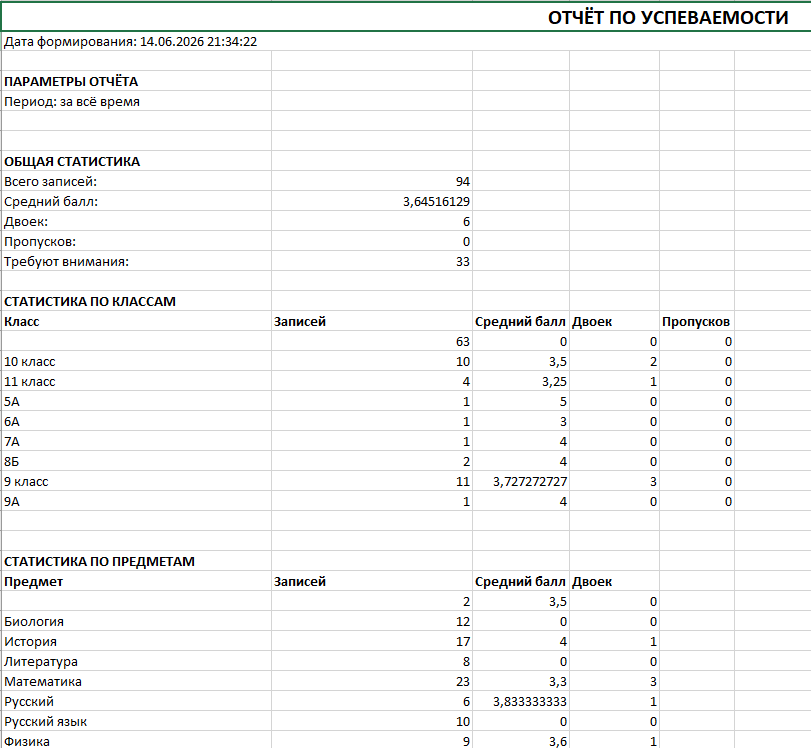 ОТЧЁТ ПО УСПЕВАЕМОСТИ
Дата формирования: 14.06.2026 21:34:22
ПАРАМЕТРЫ ОТЧЁТА
Период: за всё время
ОБЩАЯ СТАТИСТИКА
Всего записей: 94
Средний балл: 3,64516129
Двоек: 6
Пропусков: 0
Требуют внимания: 33
СТАТИСТИКА ПО КЛАССАМ
Класс Записей Средний балл Двоек Пропусков
63 0 0 0
10 класс 10 3,5 2 0
11 класс 4 3,25 1 0
5А 1 5 0 0
6А 1 3 0 0
7А 1 4 0 0
8Б 2 4 0 0
9 класс 11 3,727272727 3 0
9А 1 4 0 0
СТАТИСТИКА ПО ПРЕДМЕТАМ
Предмет Записей Средний балл Двоек
2 3,5 0
Биология 12 0 0
История 17 4 1
Литература 8 0 0
Математика 23 3,3 3
Русский 6 3,833333333 1
Русский язык 10 0 0
Физика 9 3,6 1